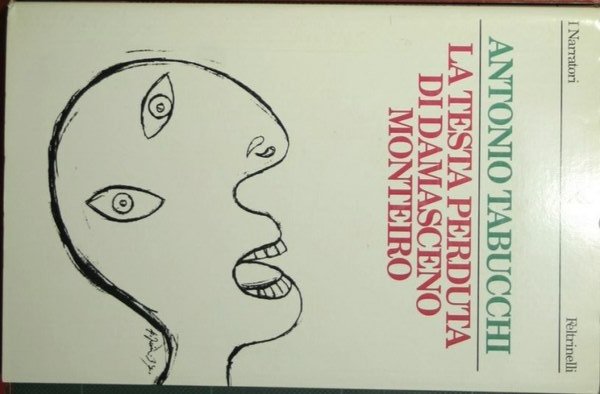 I Narratori
Feltrinelli
ANTONIO TABUCCHI
LA TESTA PERDUTA
DI DAMASCENO
MONTEIRO